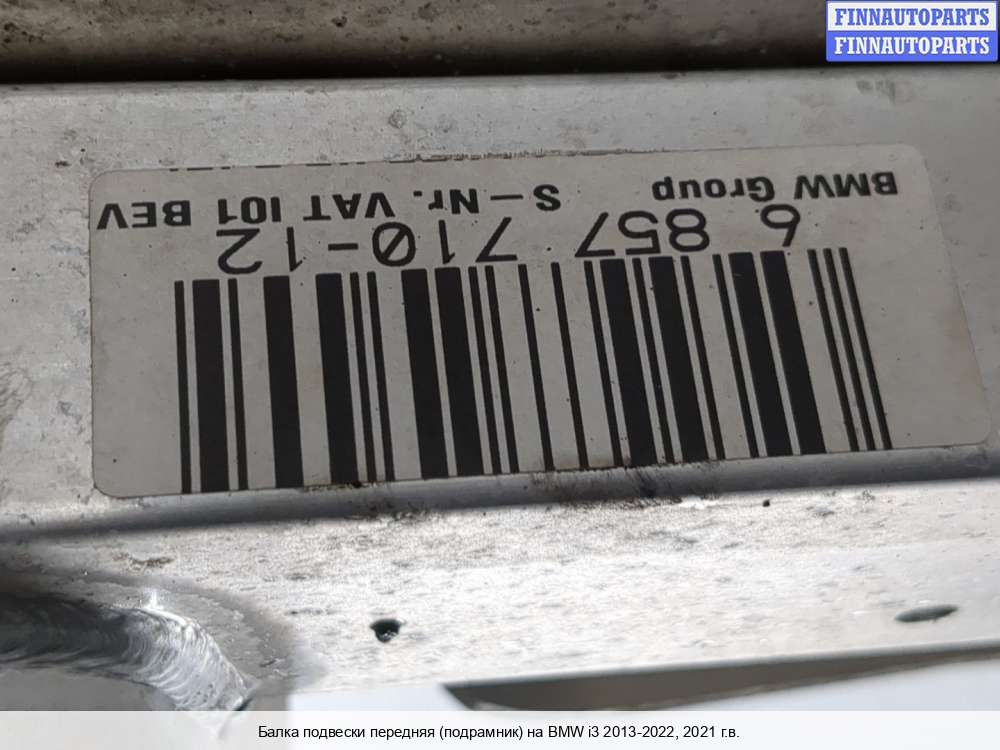 FINNAUTOPARTS
FINNAUTOPARTS
BMW Group S-Nr. VAT I01 BEV
6 857 710-12
Балка подвески передняя (подрамник) на BMW i3 2013-2022, 2021 г.в.